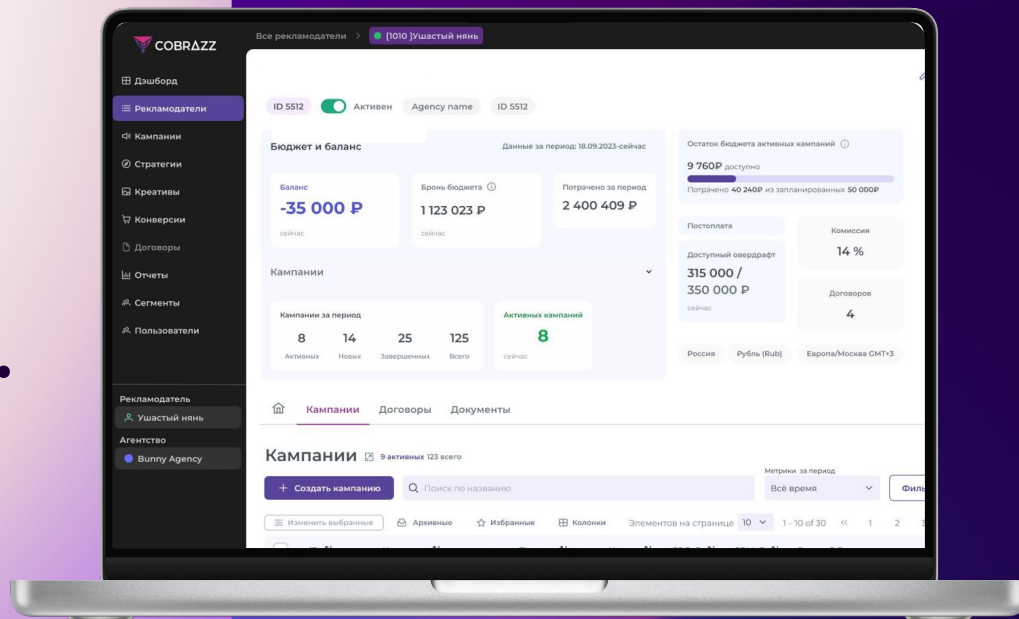 COBRAZZ
Все рекламодатели > [1010 ]Ушастый нянь
Дэшборд
Рекламодатели
Кампании
Стратегии
Креативы
Конверсии
Договоры
Отчеты
Сегменты
Пользователи
Рекламодатель
Ушастый нянь
Агентство
Bunny Agency
ID 5512 Активен Agency name ID 5512
Бюджет и баланс Данные за период: 18.09.2023-сейчас
Баланс
-35 000 ₽
сейчас
Бронь бюджета
1 123 023 ₽
сейчас
Потрачено за период
2 400 409 ₽
Кампании
Кампании за период
8 14 25 125
Активных Новых Завершенных Всего
Активных кампаний
8
сейчас
Остаток бюджета активных кампаний
9 760₽ доступно
Потрачено 40 240₽ из запланированных 50 000₽
Постоплата
Доступный овердрафт
315 000 /
350 000 ₽
сейчас
Комиссия
14 %
Договоров
4
Россия Рубль (Rub) Европа/Москва GMT+3
Кампании Договоры Документы
Кампании 9 активных 123 всего
Метрики за период
+ Создать кампанию Поиск по названию Всё время Филь
Изменить выбранные Архивные Избранные Колонки Элементов на странице 10 1 – 10 of 30 « 1 2